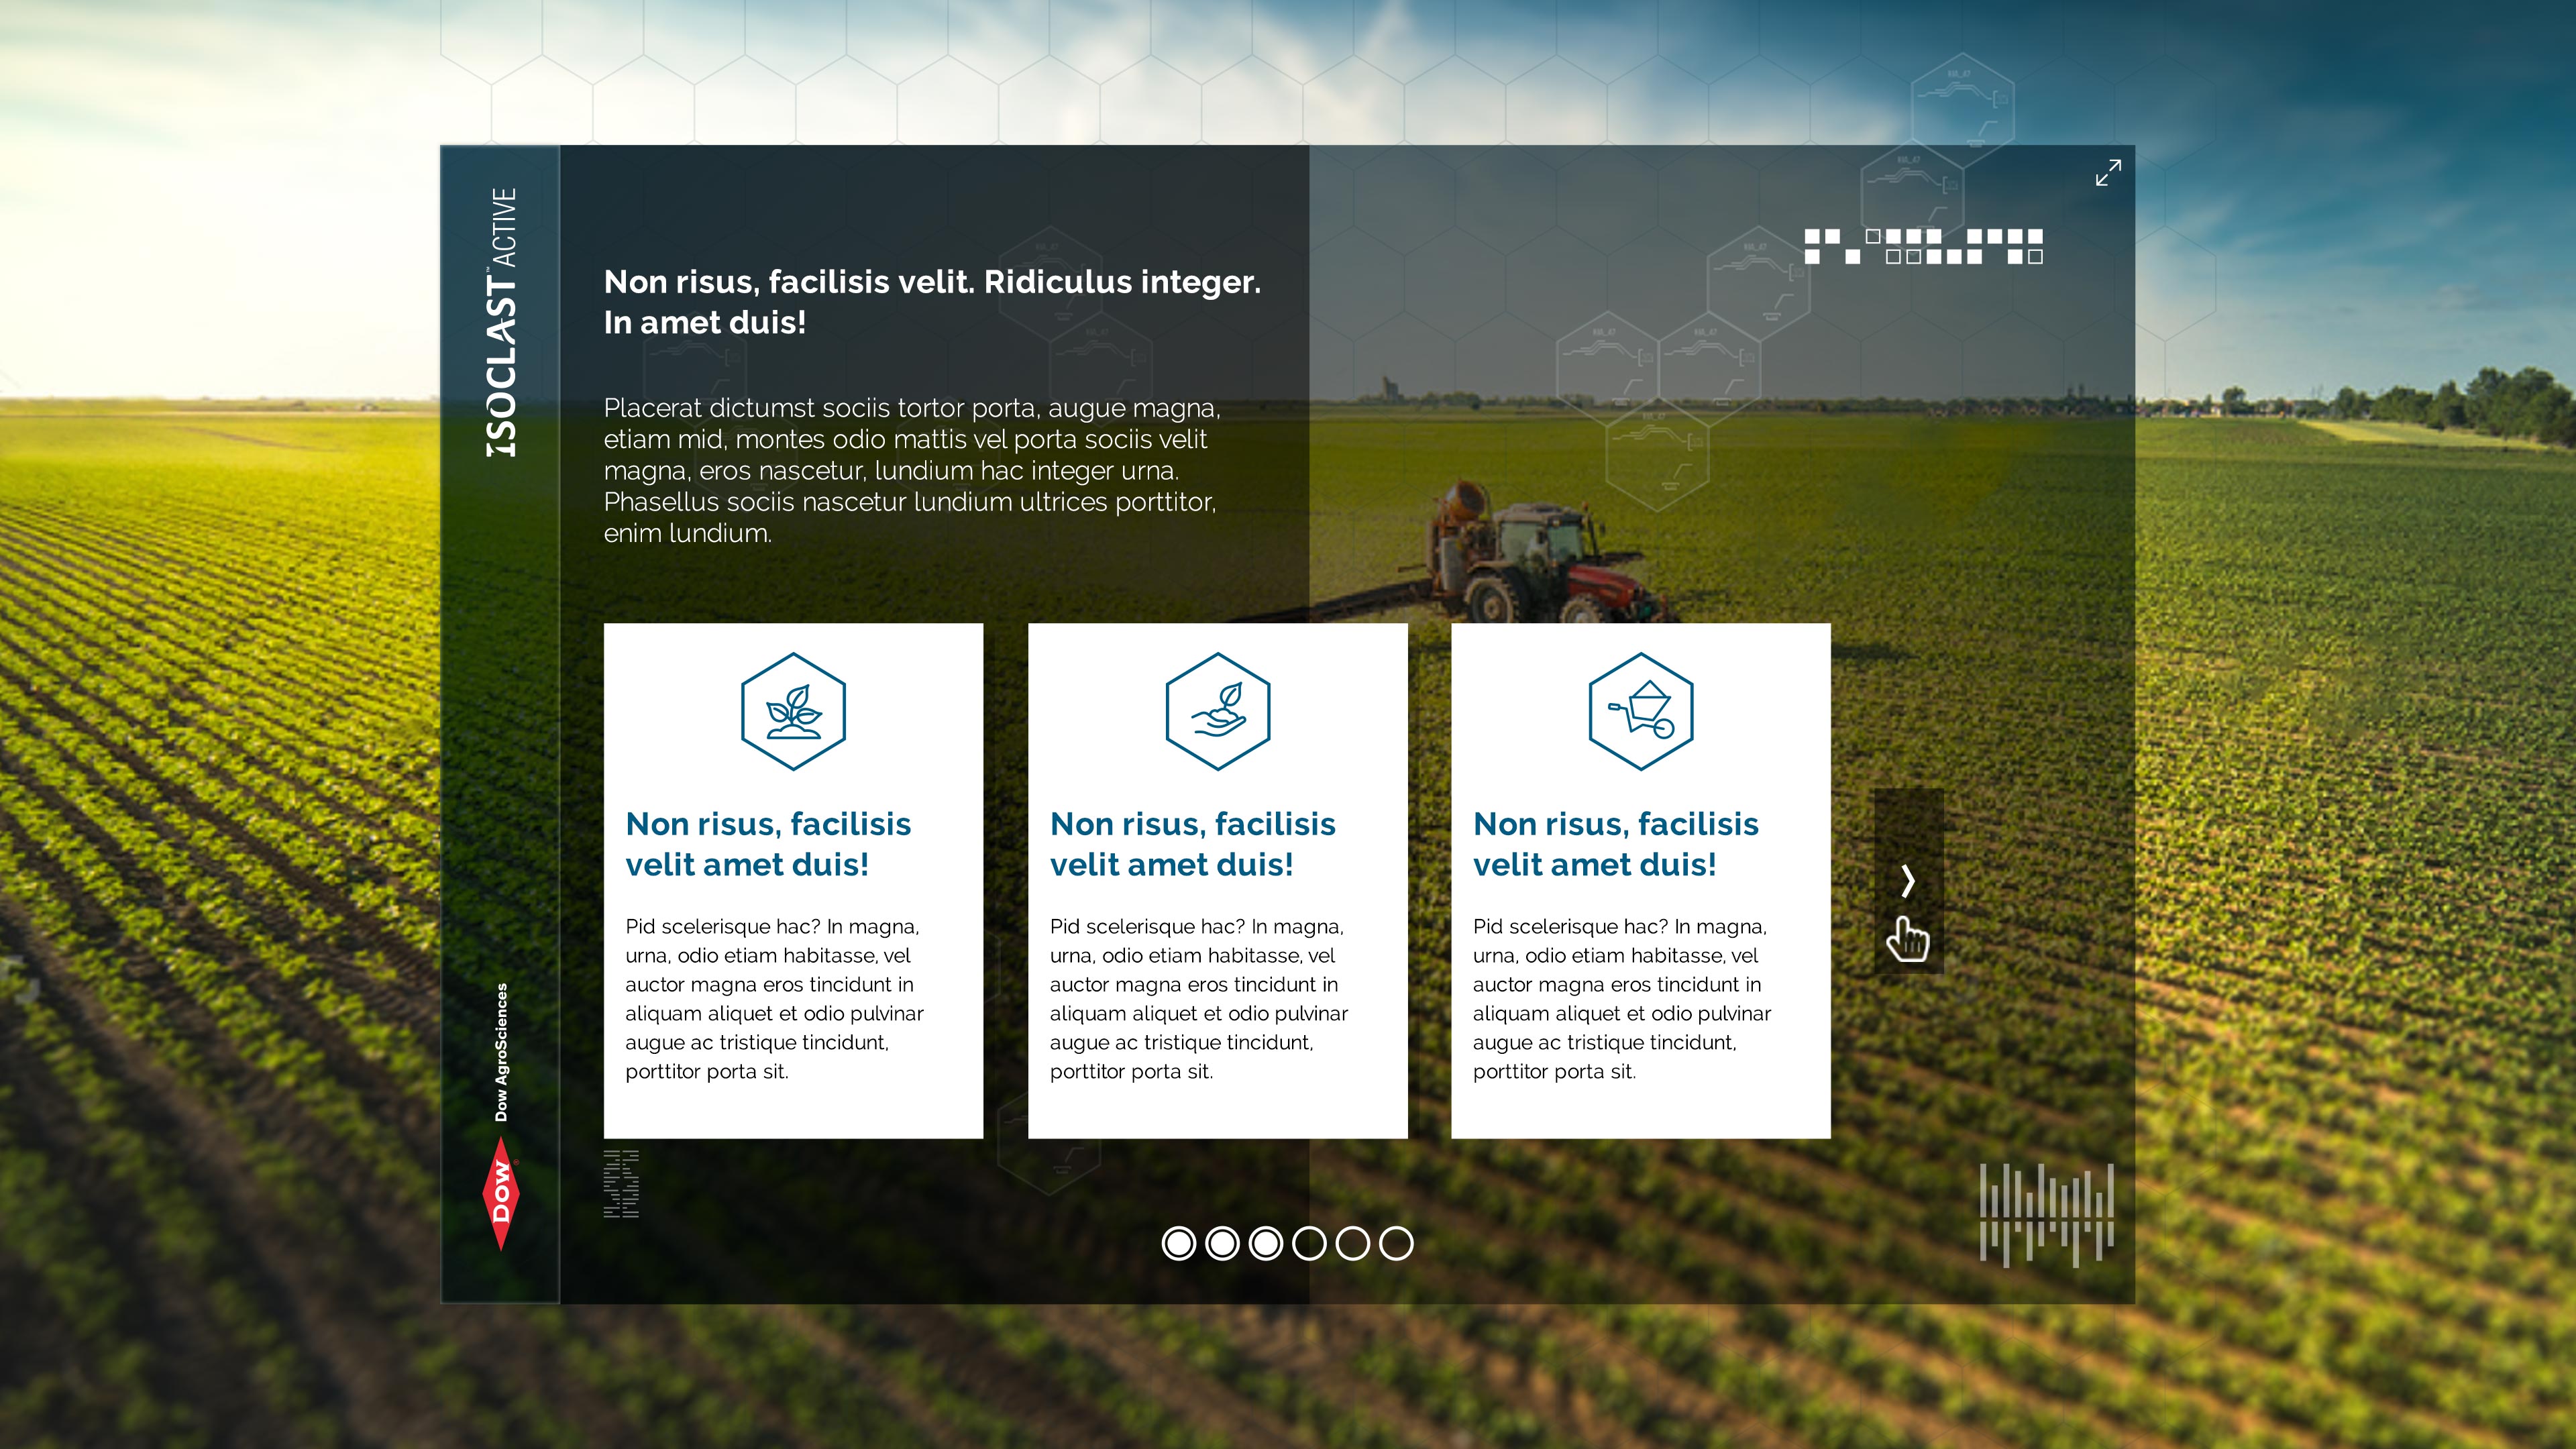 ISOCLAST™ ACTIVE
Non risus, facilisis velit. Ridiculus integer.
In amet duis!
Placerat dictumst sociis tortor porta, augue magna,
etiam mid, montes odio mattis vel porta sociis velit
magna, eros nascetur, lundium hac integer urna.
Phasellus sociis nascetur lundium ultrices porttitor,
enim lundium.
Non risus, facilisis
velit amet duis!
Pid scelerisque hac? In magna,
urna, odio etiam habitasse, vel
auctor magna eros tincidunt in
aliquam aliquet et odio pulvinar
augue ac tristique tincidunt,
porttitor porta sit.
Non risus, facilisis
velit amet duis!
Pid scelerisque hac? In magna,
urna, odio etiam habitasse, vel
auctor magna eros tincidunt in
aliquam aliquet et odio pulvinar
augue ac tristique tincidunt,
porttitor porta sit.
Non risus, facilisis
velit amet duis!
Pid scelerisque hac? In magna,
urna, odio etiam habitasse, vel
auctor magna eros tincidunt in
aliquam aliquet et odio pulvinar
augue ac tristique tincidunt,
porttitor porta sit.
DOW® Dow AgroSciences